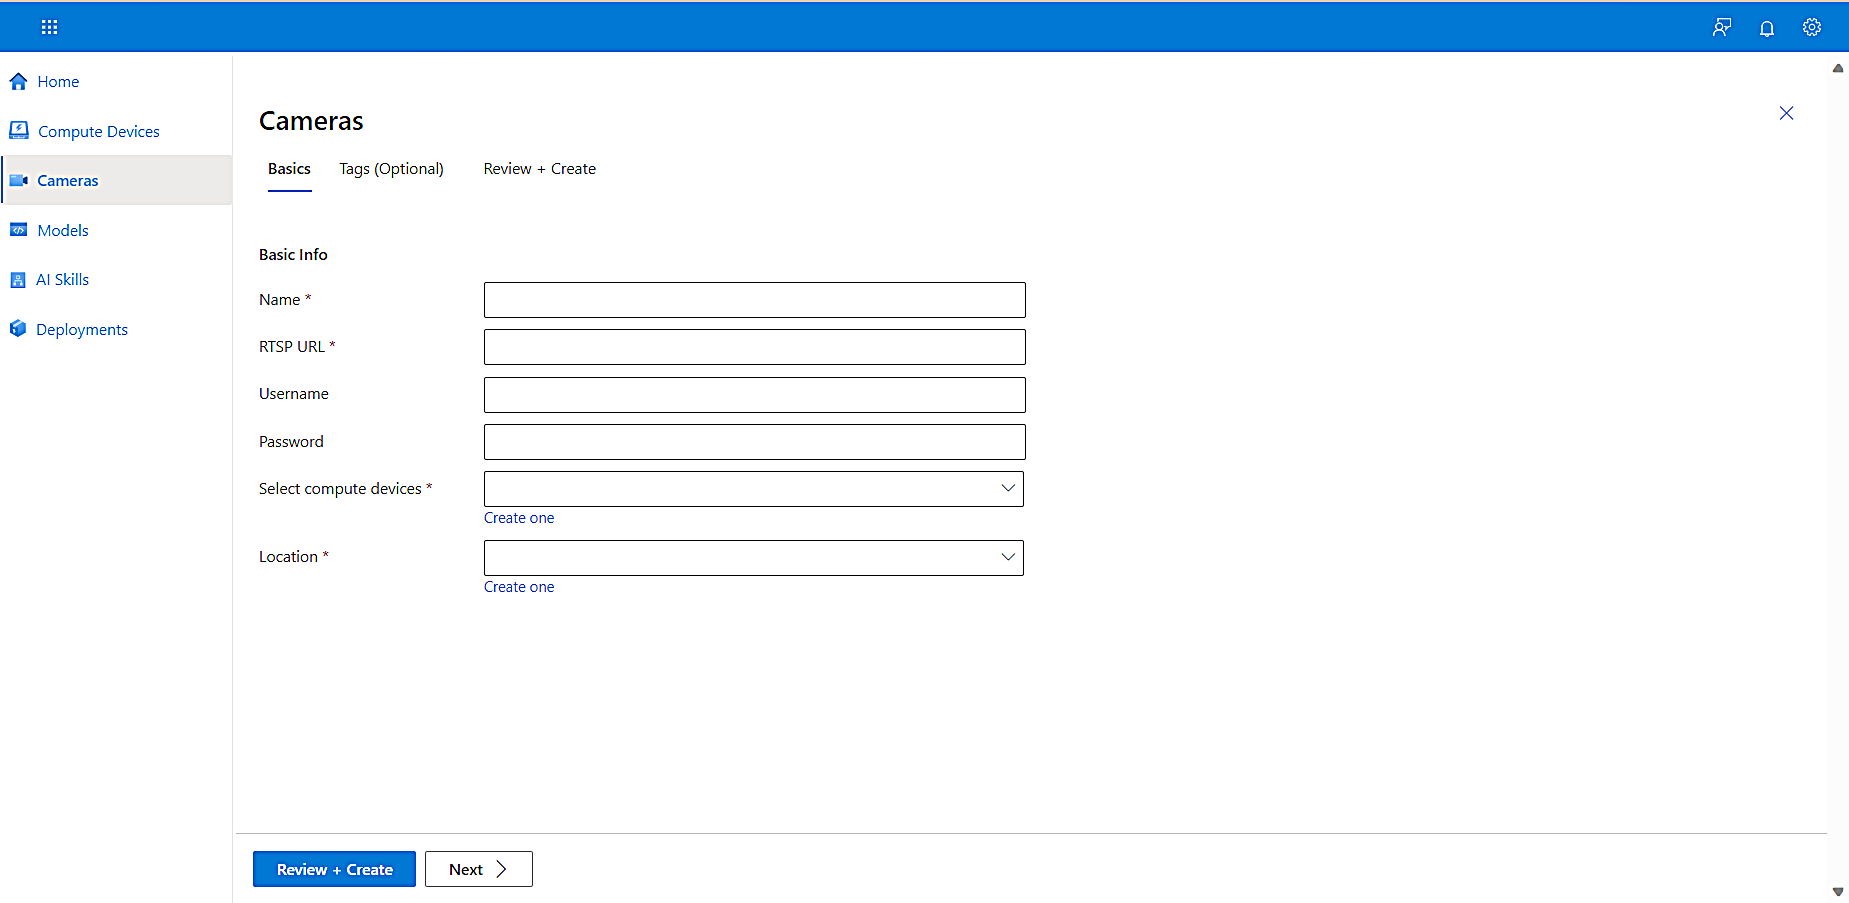 Home
Compute Devices
Cameras
Models
AI Skills
Deployments
Cameras
Basics Tags (Optional) Review + Create
Basic Info
Name *
RTSP URL *
Username
Password
Select compute devices *
Create one
Location *
Create one
Review + Create Next